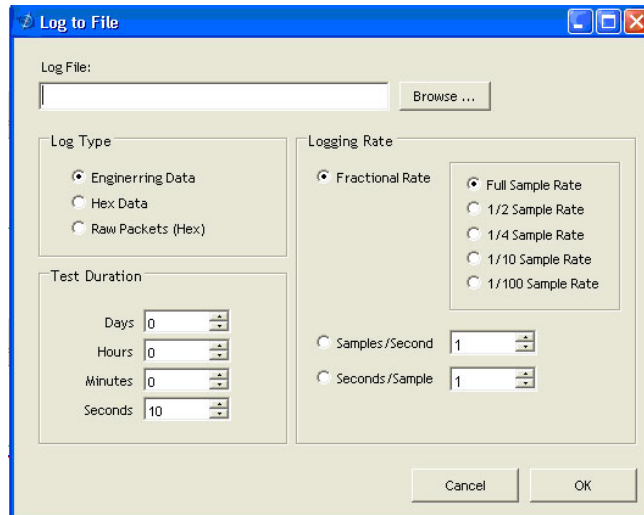 Log to File
Log File:
Browse ...
Log Type
Enginerring Data
Hex Data
Raw Packets (Hex)
Test Duration
Days 0
Hours 0
Minutes 0
Seconds 10
Logging Rate
Fractional Rate
Full Sample Rate
1/2 Sample Rate
1/4 Sample Rate
1/10 Sample Rate
1/100 Sample Rate
Samples/Second 1
Seconds/Sample 1
Cancel
OK